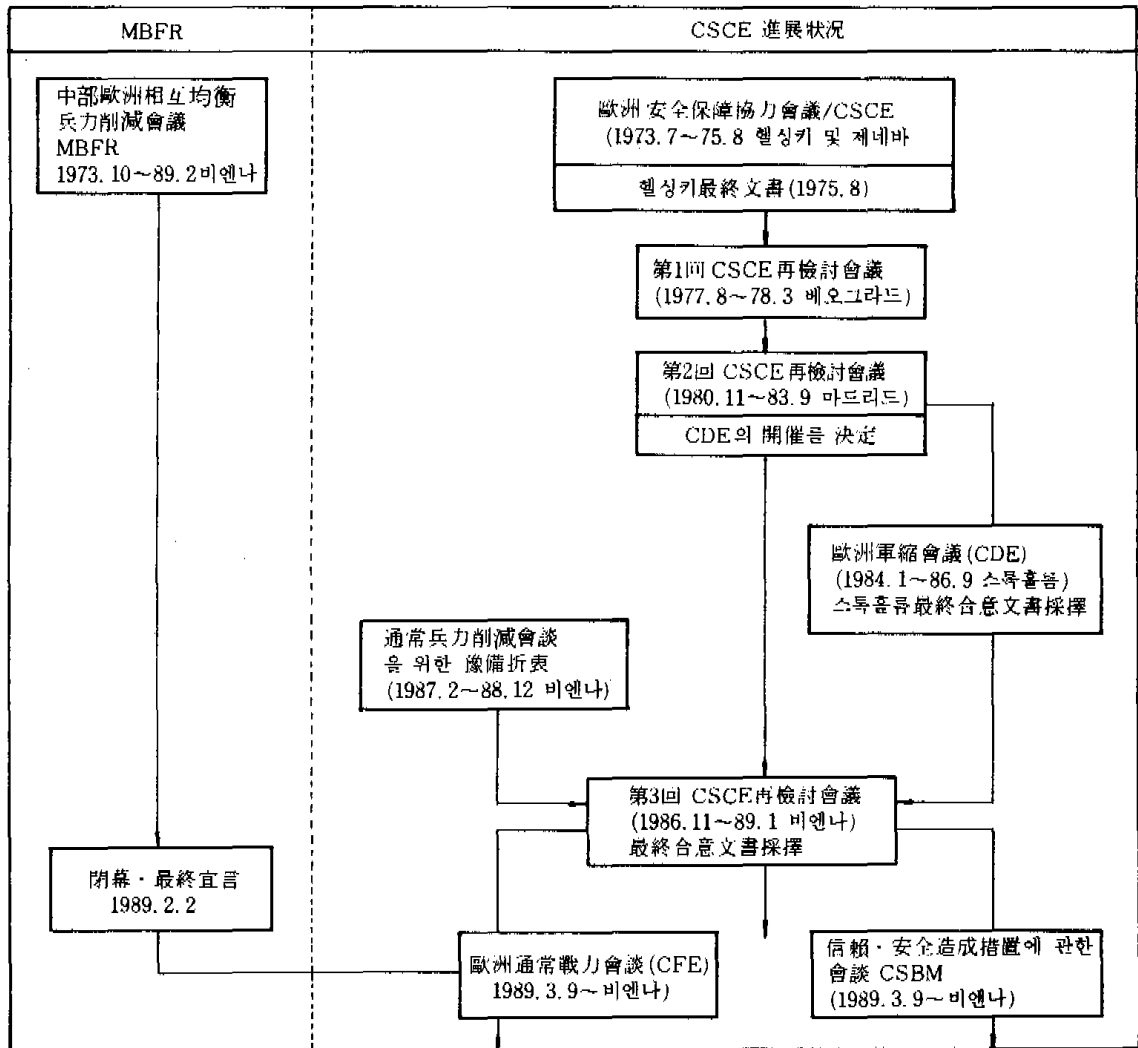 MBFR
CSCE 進展狀况
中部歐洲相互均衡
兵力削減會議
MBFR
1973.10~89.2비엔나
歐洲安全保障協力會議/CSCE
(1973.7~75.8 헬싱키 및 제네바
헬싱키最終文書(1975.8)
第1回 CSCE再檢討會議
(1977.8~78.3 베오그라드)
第2回 CSCE再檢討會議
(1980.11~83.9 마드리드)
CDE의 開催를 決定
歐洲軍縮會議(CDE)
(1984.1~86.9 스톡홀름)
스톡홀름最終合意文書採擇
通常兵力削減會談
을 위한 豫備折衷
(1987.2~88.12 비엔나)
第3回 CSCE再檢討會議
(1986.11~89.1 비엔나)
最終合意文書採擇
閉幕·最終宣言
1989.2.2
歐洲通常戰力會談(CFE)
1989.3.9~비엔나)
信賴·安全造成措置에 관한
會談 CSBM
(1989.3.9~비엔나)